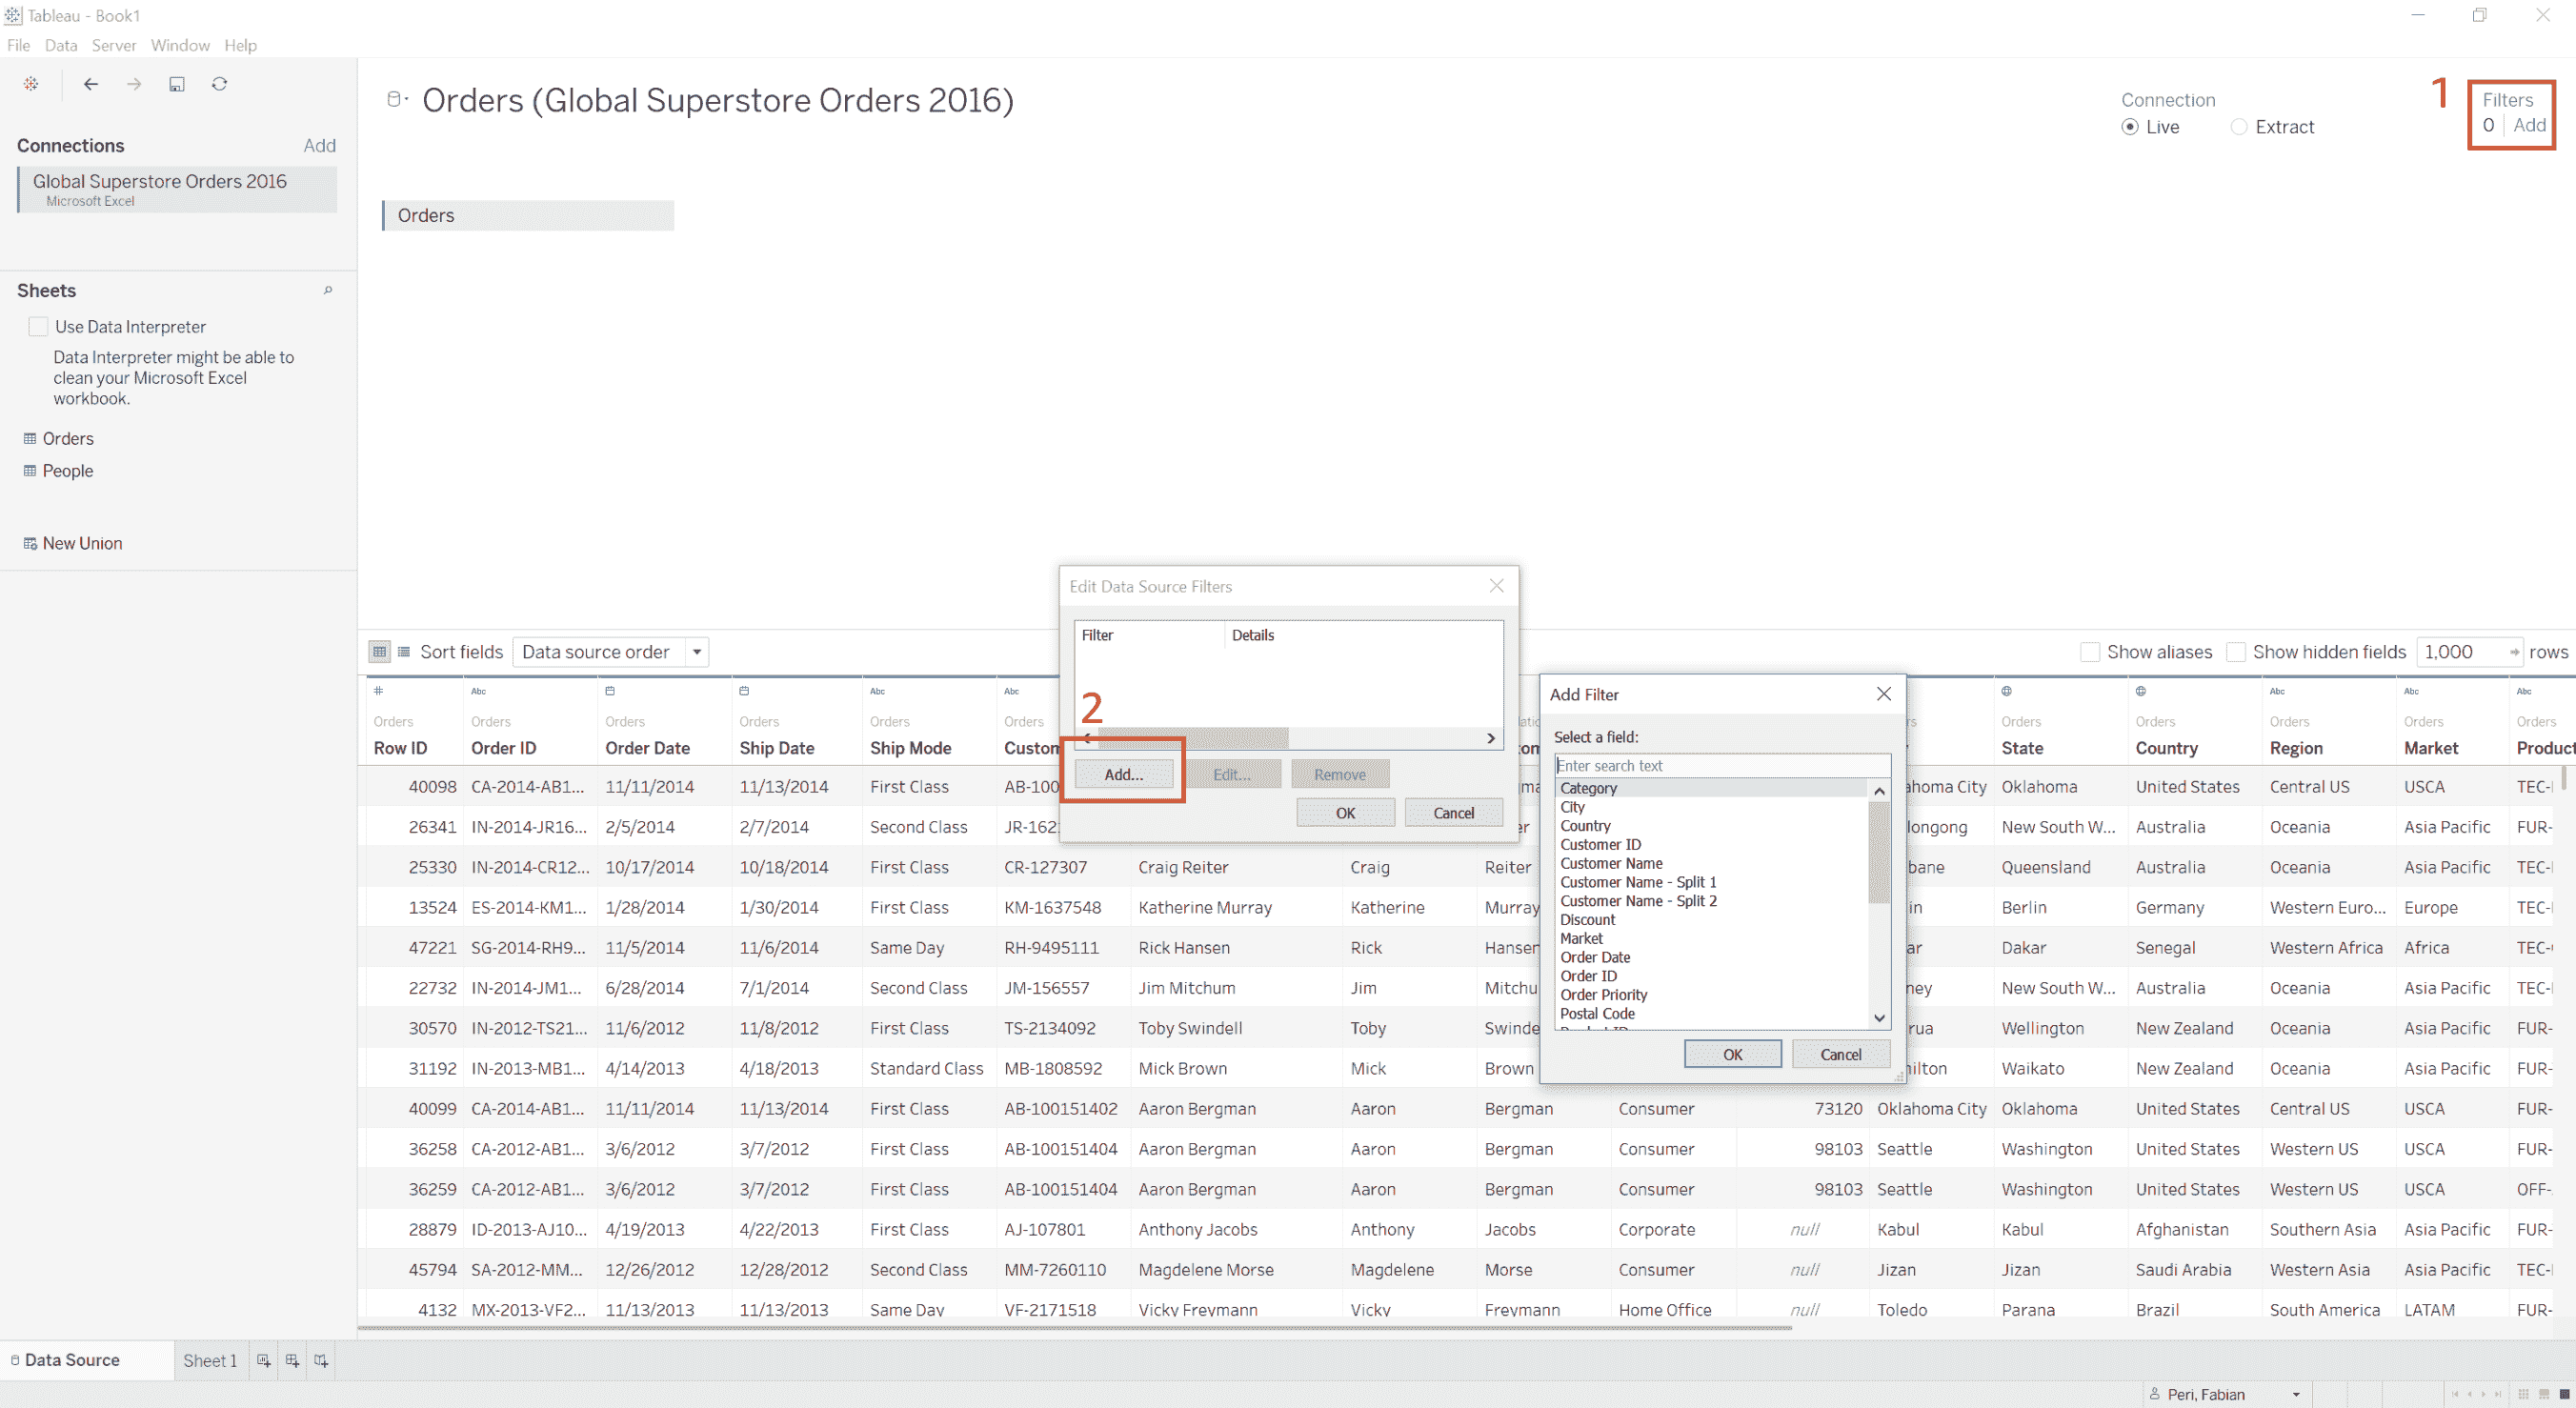 Tableau - Book1
File Data Server Window Help
Connections Add
Global Superstore Orders 2016
Microsoft Excel
Sheets
Use Data Interpreter
Data Interpreter might be able to
clean your Microsoft Excel
workbook.
Orders
People
New Union
Orders (Global Superstore Orders 2016)
Connection
Live Extract
1
Filters
0 Add
Orders
Sort fields Data source order
Show aliases Show hidden fields 1,000 rows
Edit Data Source Filters
Filter Details
2
Add... Edit... Remove
OK Cancel
Add Filter
Select a field:
Enter search text
Category
City
Country
Customer ID
Customer Name
Customer Name - Split 1
Customer Name - Split 2
Discount
Market
Order Date
Order ID
Order Priority
Postal Code
OK Cancel
# Abc Abc Abc Abc Abc Abc
Orders Orders Orders Orders Orders Orders Orders Orders Orders Orders Orders
Row ID Order ID Order Date Ship Date Ship Mode Custom State Country Region Market Product
40098 CA-2014-AB1... 11/11/2014 11/13/2014 First Class AB-100 ahoma City Oklahoma United States Central US USCA TEC-
26341 IN-2014-JR16... 2/5/2014 2/7/2014 Second Class JR-162 er longong New South W... Australia Oceania Asia Pacific FUR-
25330 IN-2014-CR12... 10/17/2014 10/18/2014 First Class CR-127307 Craig Reiter Craig Reiter bane Queensland Australia Oceania Asia Pacific TEC-
13524 ES-2014-KM1... 1/28/2014 1/30/2014 First Class KM-1637548 Katherine Murray Katherine Murray in Berlin Germany Western Euro... Europe TEC-
47221 SG-2014-RH9... 11/5/2014 11/6/2014 Same Day RH-9495111 Rick Hansen Rick Hansen ar Dakar Senegal Western Africa Africa TEC-
22732 IN-2014-JM1... 6/28/2014 7/1/2014 Second Class JM-156557 Jim Mitchum Jim Mitchu ney New South W... Australia Oceania Asia Pacific TEC-
30570 IN-2012-TS21... 11/6/2012 11/8/2012 First Class TS-2134092 Toby Swindell Toby Swinde rua Wellington New Zealand Oceania Asia Pacific FUR-
31192 IN-2013-MB1... 4/14/2013 4/18/2013 Standard Class MB-1808592 Mick Brown Mick Brown nilton Waikato New Zealand Oceania Asia Pacific FUR-
40099 CA-2014-AB1... 11/11/2014 11/13/2014 First Class AB-100151402 Aaron Bergman Aaron Bergman Consumer 73120 Oklahoma City Oklahoma United States Central US USCA FUR-
36258 CA-2012-AB1... 3/6/2012 3/7/2012 First Class AB-100151404 Aaron Bergman Aaron Bergman Consumer 98103 Seattle Washington United States Western US USCA FUR-
36259 CA-2012-AB1... 3/6/2012 3/7/2012 First Class AB-100151404 Aaron Bergman Aaron Bergman Consumer 98103 Seattle Washington United States Western US USCA OFF-
28879 ID-2013-AJ10... 4/19/2013 4/22/2013 First Class AJ-107801 Anthony Jacobs Anthony Jacobs Corporate null Kabul Kabul Afghanistan Southern Asia Asia Pacific FUR-
45794 SA-2012-MM... 12/26/2012 12/28/2012 Second Class MM-7260110 Magdelene Morse Magdelene Morse Consumer null Jizan Jizan Saudi Arabia Western Asia Asia Pacific TEC-
4132 MX-2013-VF2... 11/13/2013 11/13/2013 Same Day VF-2171518 Vicky Freymann Vicky Freymann Home Office null Toledo Parana Brazil South America LATAM FUR-
Data Source Sheet 1
Peri, Fabian